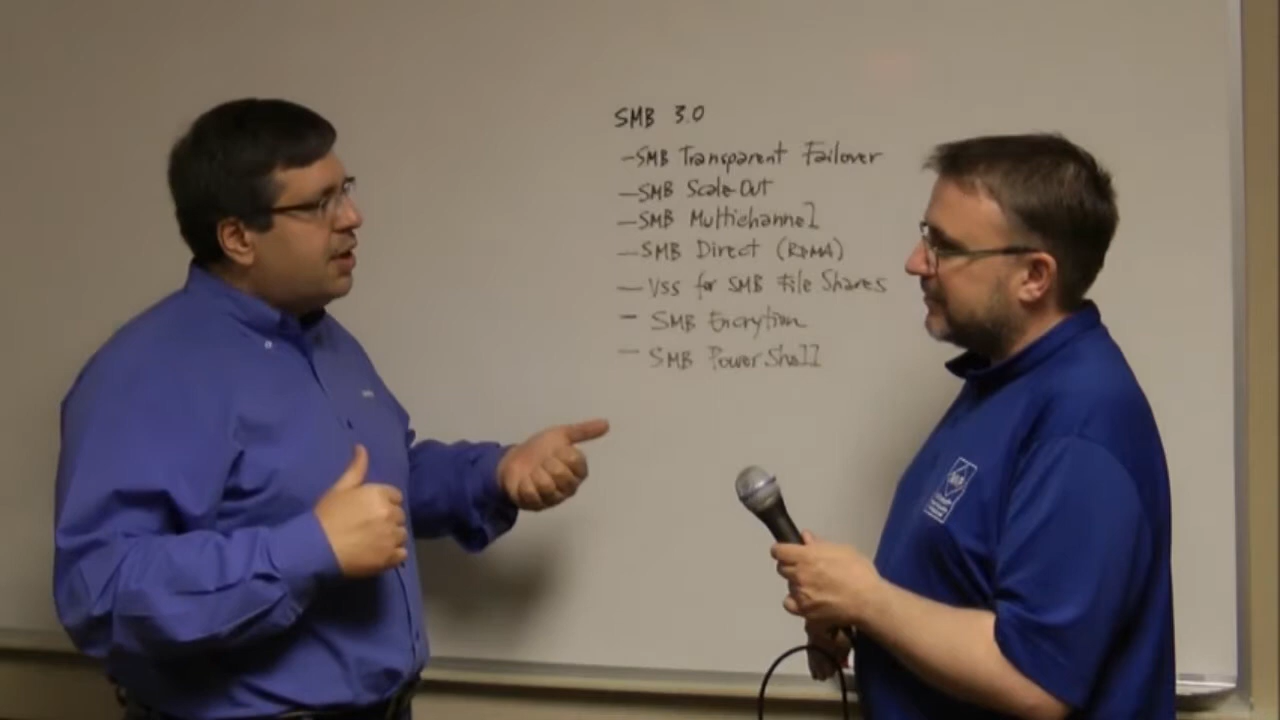 SMB 3.0
-SMB Transparent Failover
-SMB Scale-Out
-SMB Multichannel
-SMB Direct (RDMA)
- VSS for SMB File Shares
- SMB Encrytion
- SMB PowerShell